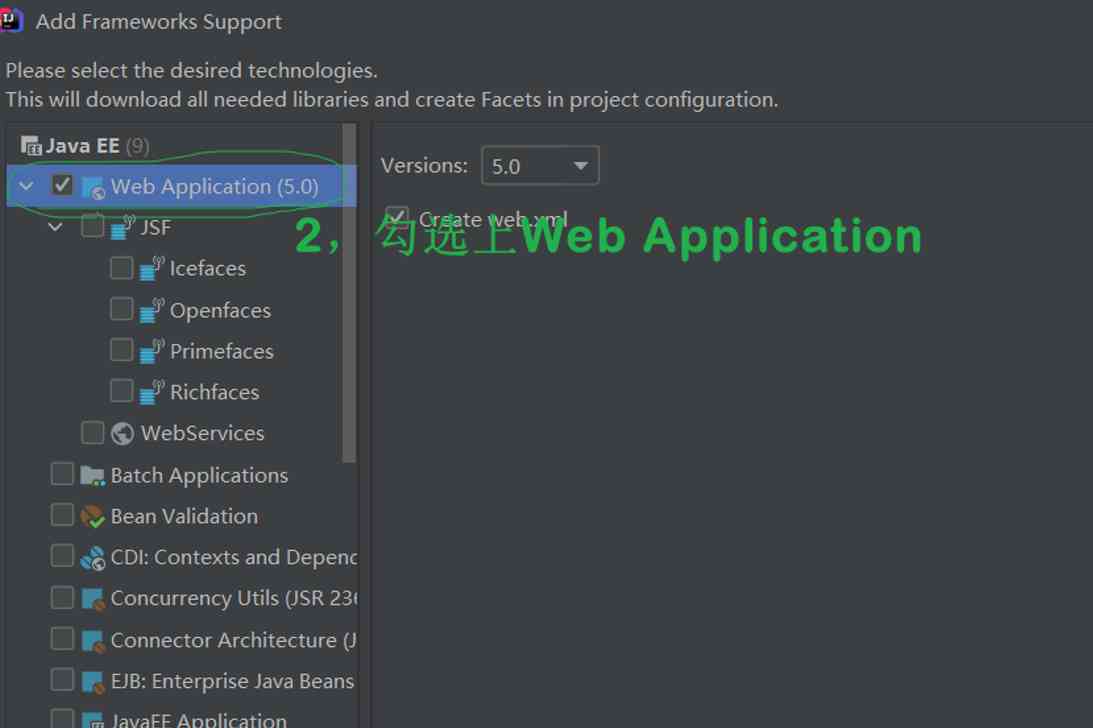 Add Frameworks Support
Please select the desired technologies.
This will download all needed libraries and create Facets in project configuration.
Java EE (9)
Web Application (5.0)
Versions: 5.0
JSF
Create web.xml
2，勾选上Web Application
Icefaces
Openfaces
Primefaces
Richfaces
WebServices
Batch Applications
Bean Validation
CDI: Contexts and Depend
Concurrency Utils (JSR 236
Connector Architecture (J
EJB: Enterprise Java Beans
JavaEE Application